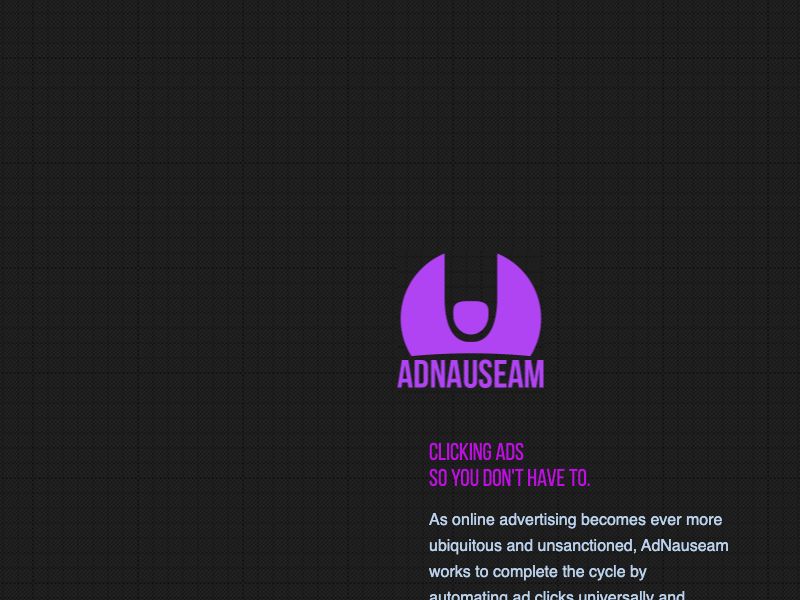 ADNAUSEAM
CLICKING ADS
SO YOU DON'T HAVE TO.
As online advertising becomes ever more
ubiquitous and unsanctioned, AdNauseam
works to complete the cycle by
automating ad clicks universally and